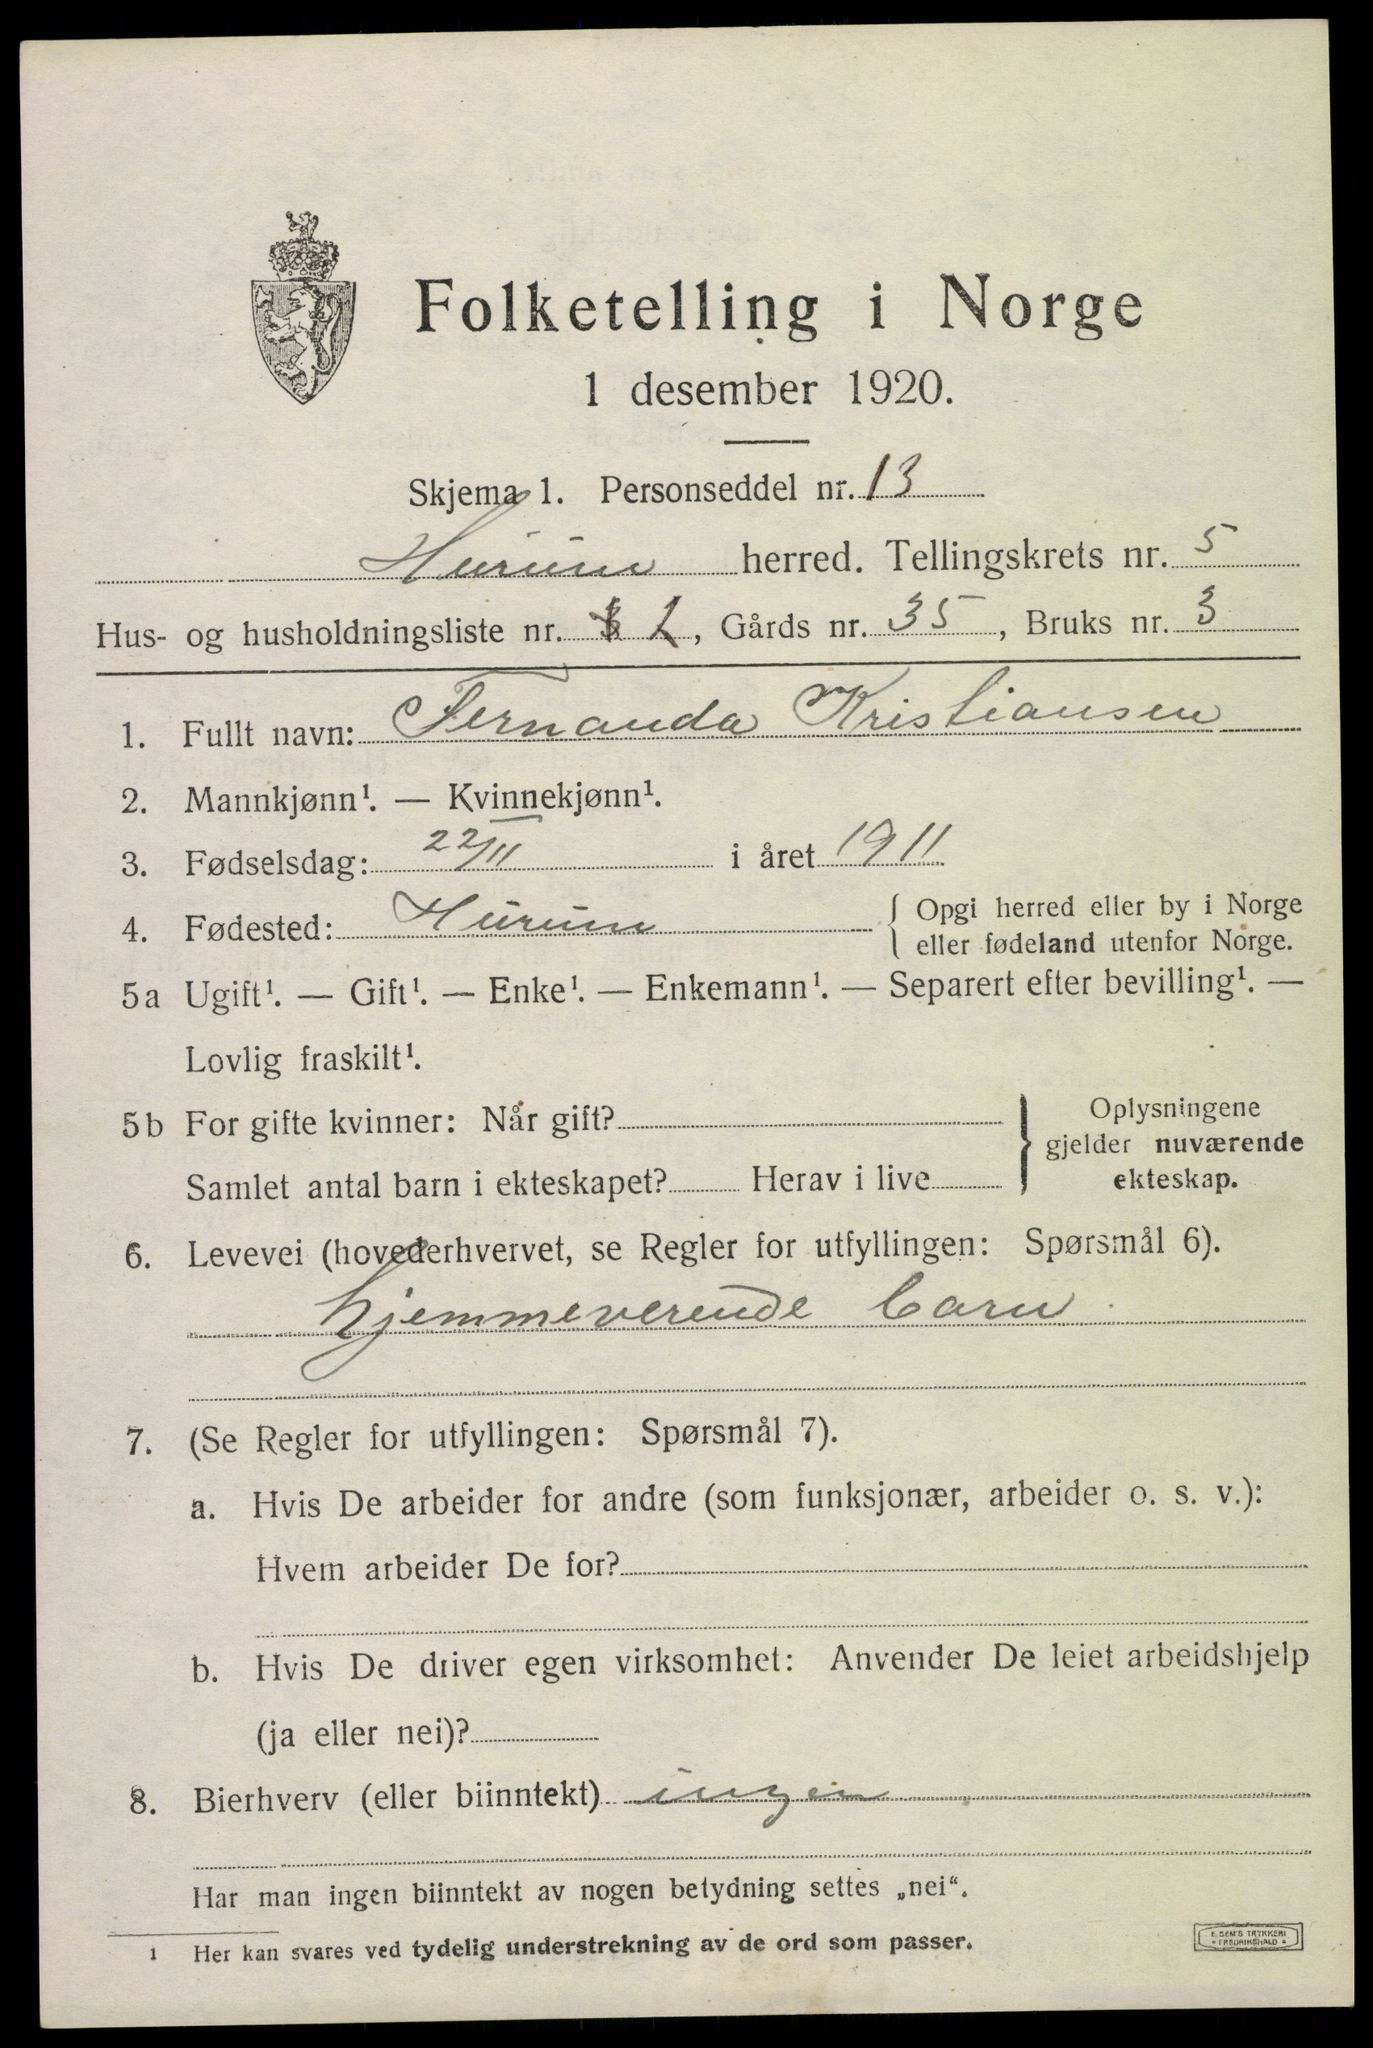 Folketelling i Norge
1 desember 1920.
Skjema 1. Personseddel nr. 13
Hurum herred. Tellingskrets nr. 5
Hus- og husholdningsliste nr. 2, Gårds nr. 35, Bruks nr. 3
1. Fullt navn: Fernanda Kristiansen
2. Mannkjønn¹. — Kvinnekjønn¹.
3. Fødselsdag: 22/11 i året 1911
4. Fødested: Hurum { Opgi herred eller by i Norge
eller fødeland utenfor Norge.
5a Ugift¹. — Gift¹. — Enke¹. — Enkemann¹. — Separert efter bevilling¹. —
Lovlig fraskilt¹.
5b For gifte kvinner: Når gift?
Samlet antal barn i ekteskapet? Herav i live
} Oplysningene
gjelder nuværende
ekteskap.
6. Levevei (hovederhvervet, se Regler for utfyllingen: Spørsmål 6).
hjemmeverende barn.
7. (Se Regler for utfyllingen: Spørsmål 7).
a. Hvis De arbeider for andre (som funksjonær, arbeider o. s. v.):
Hvem arbeider De for?
b. Hvis De driver egen virksomhet: Anvender De leiet arbeidshjelp
(ja eller nei)?
8. Bierhverv (eller biinntekt) ingen
Har man ingen biinntekt av nogen betydning settes „nei“.
1 Her kan svares ved tydelig understrekning av de ord som passer.
E. SEM'S TRYKKERI
FREDRIKSHALD